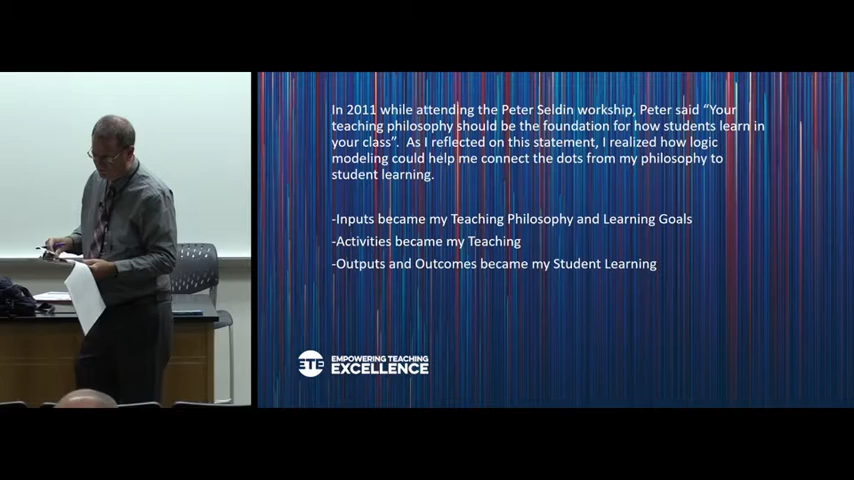 In 2011 while attending the Peter Seldin workship, Peter said “Your
teaching philosophy should be the foundation for how students learn in
your class”.  As I reflected on this statement, I realized how logic
modeling could help me connect the dots from my philosophy to
student learning.
-Inputs became my Teaching Philosophy and Learning Goals
-Activities became my Teaching
-Outputs and Outcomes became my Student Learning
ETE
EMPOWERING TEACHING
EXCELLENCE